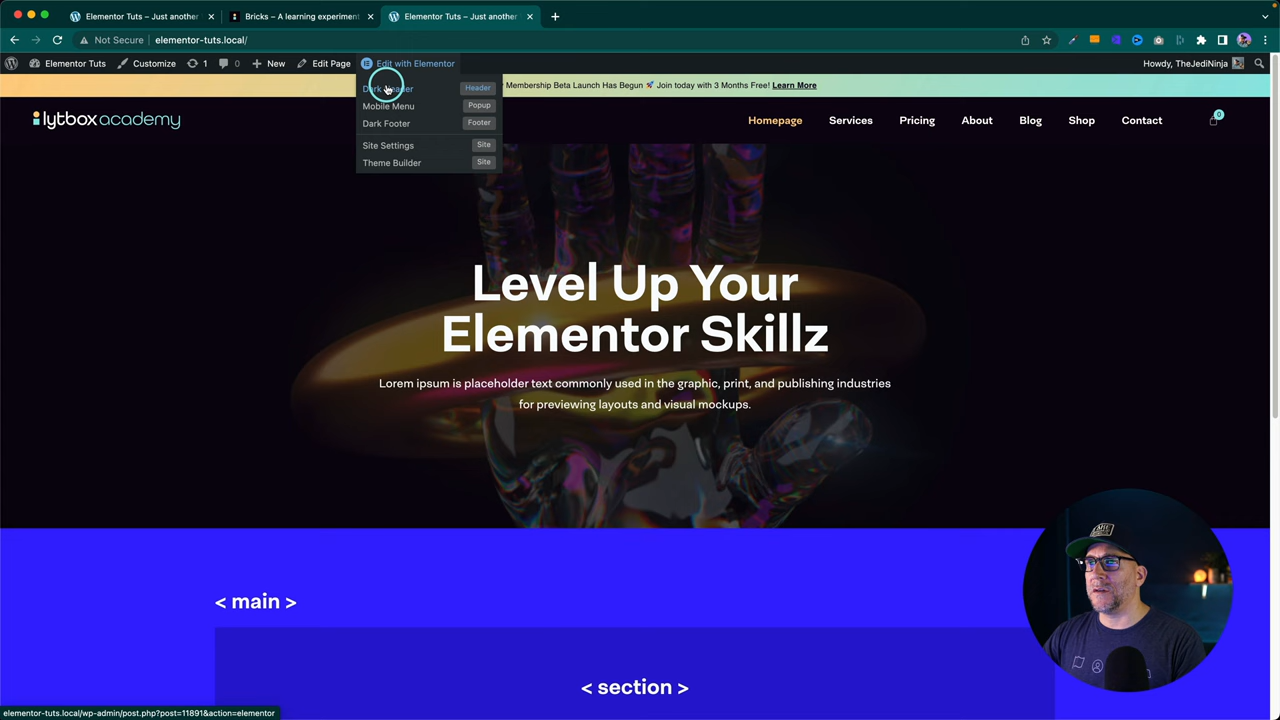 Elementor Tuts – Just another
Bricks – A learning experiment
Elementor Tuts – Just another
Not Secure
elementor-tuts.local/
Elementor Tuts
Customize
1
0
New
Edit Page
Edit with Elementor
Howdy, TheJediNinja
Dark Header
Header
Mobile Menu
Popup
Dark Footer
Footer
Site Settings
Site
Theme Builder
Site
Membership Beta Launch Has Begun 🚀 Join today with 3 Months Free! Learn More
lytbox academy
Homepage
Services
Pricing
About
Blog
Shop
Contact
0
Level Up Your
Elementor Skillz
Lorem ipsum is placeholder text commonly used in the graphic, print, and publishing industries
for previewing layouts and visual mockups.
< main >
< section >
elementor-tuts.local/wp-admin/post.php?post=11891&action=elementor